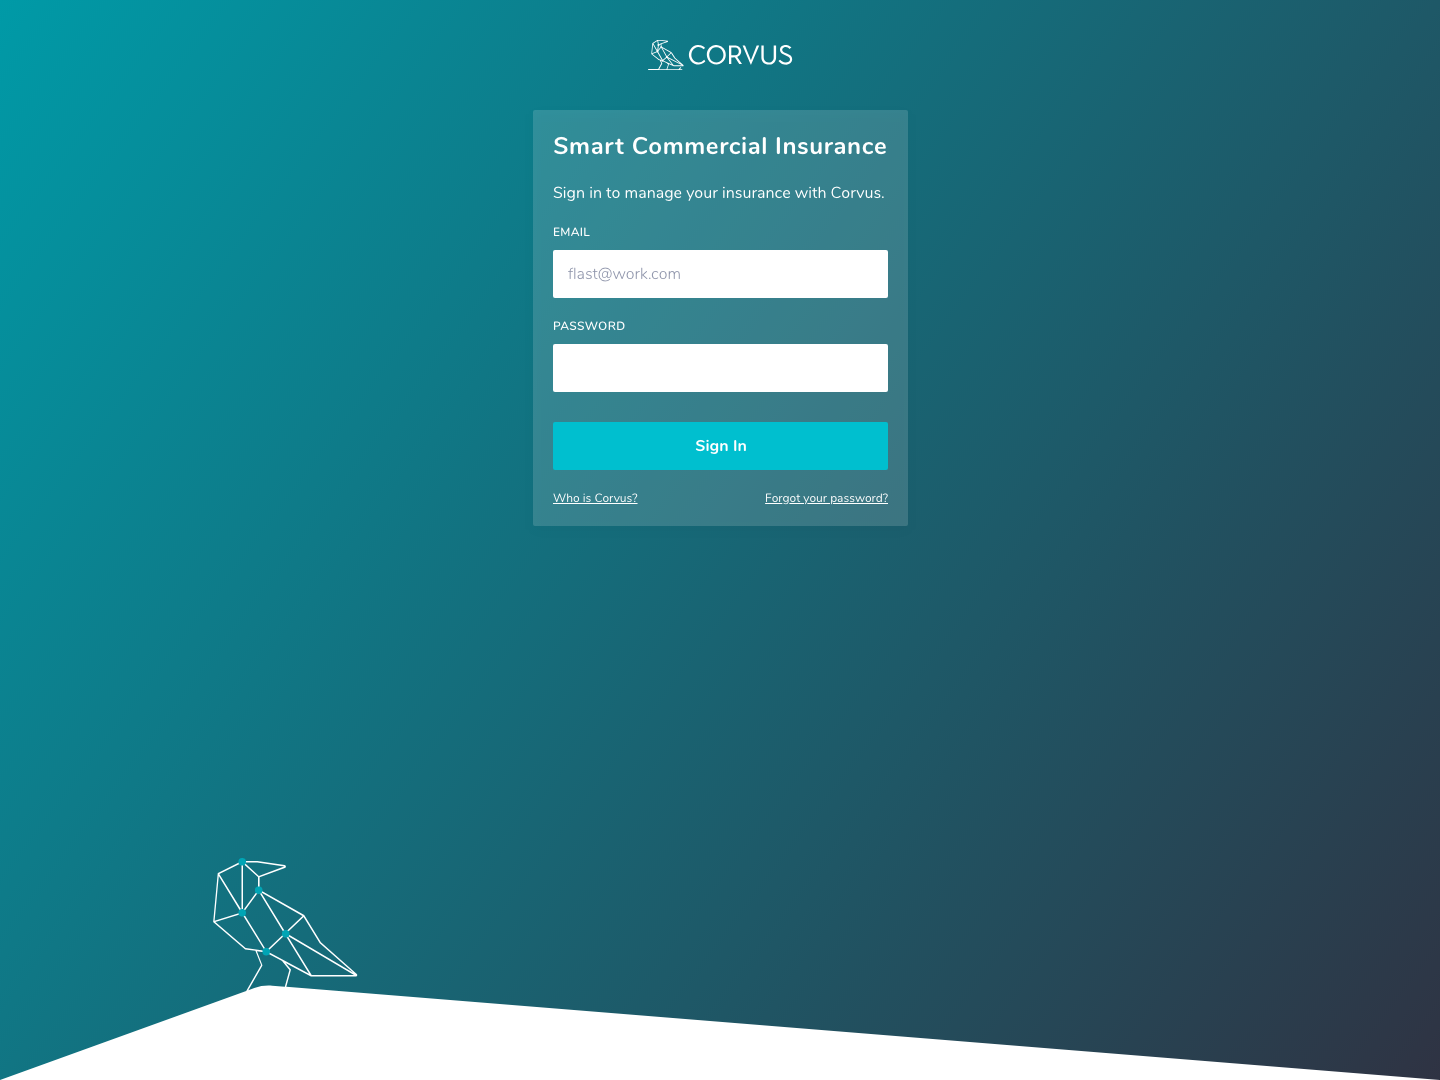 CORVUS
Smart Commercial Insurance
Sign in to manage your insurance with Corvus.
EMAIL
flast@work.com
PASSWORD
Sign In
Who is Corvus? Forgot your password?